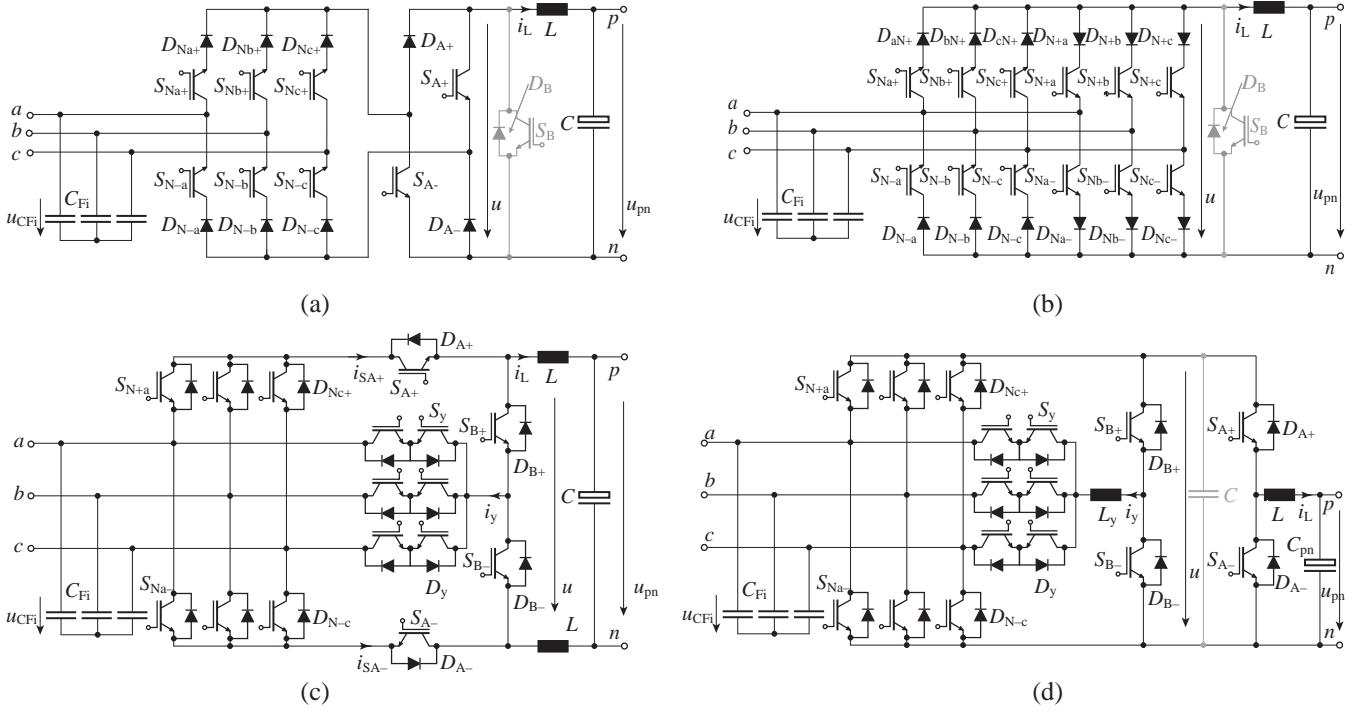 i_L L p
D_Na+ D_Nb+ D_Nc+ D_A+
S_Na+ S_Nb+ S_Nc+ S_A+ D_B
a
b S_B C
c
S_N–a S_N–b S_N–c S_A-
C_Fi u_CFi u u_pn
D_N–a D_N–b D_N–c D_A–
n
(a)
i_L L p
D_aN+ D_bN+ D_cN+ D_N+a D_N+b D_N+c
S_Na+ S_Nb+ S_Nc+ S_N+a S_N+b S_N+c D_B
a
b S_B C
c
S_N–a S_N–b S_N–c S_Na– S_Nb– S_Nc–
C_Fi u_CFi u u_pn
D_N–a D_N–b D_N–c D_Na– D_Nb– D_Nc–
n
(b)
D_A+
i_SA+ S_A+ i_L L p
S_N+a D_Nc+
S_y S_B+
a
D_B+
b i_y C
c
S_B–
S_Na– C_Fi D_y D_B– u
u_CFi u_pn
D_N–c S_A– L
i_SA– D_A– n
(c)
S_N+a D_Nc+
S_y S_B+ S_A+ D_A+
a
D_B+
b L_y i_y C L i_L p
c
S_B– S_A– C_pn
S_Na– C_Fi D_y D_B– u D_A–
u_CFi u_pn
D_N–c
n
(d)